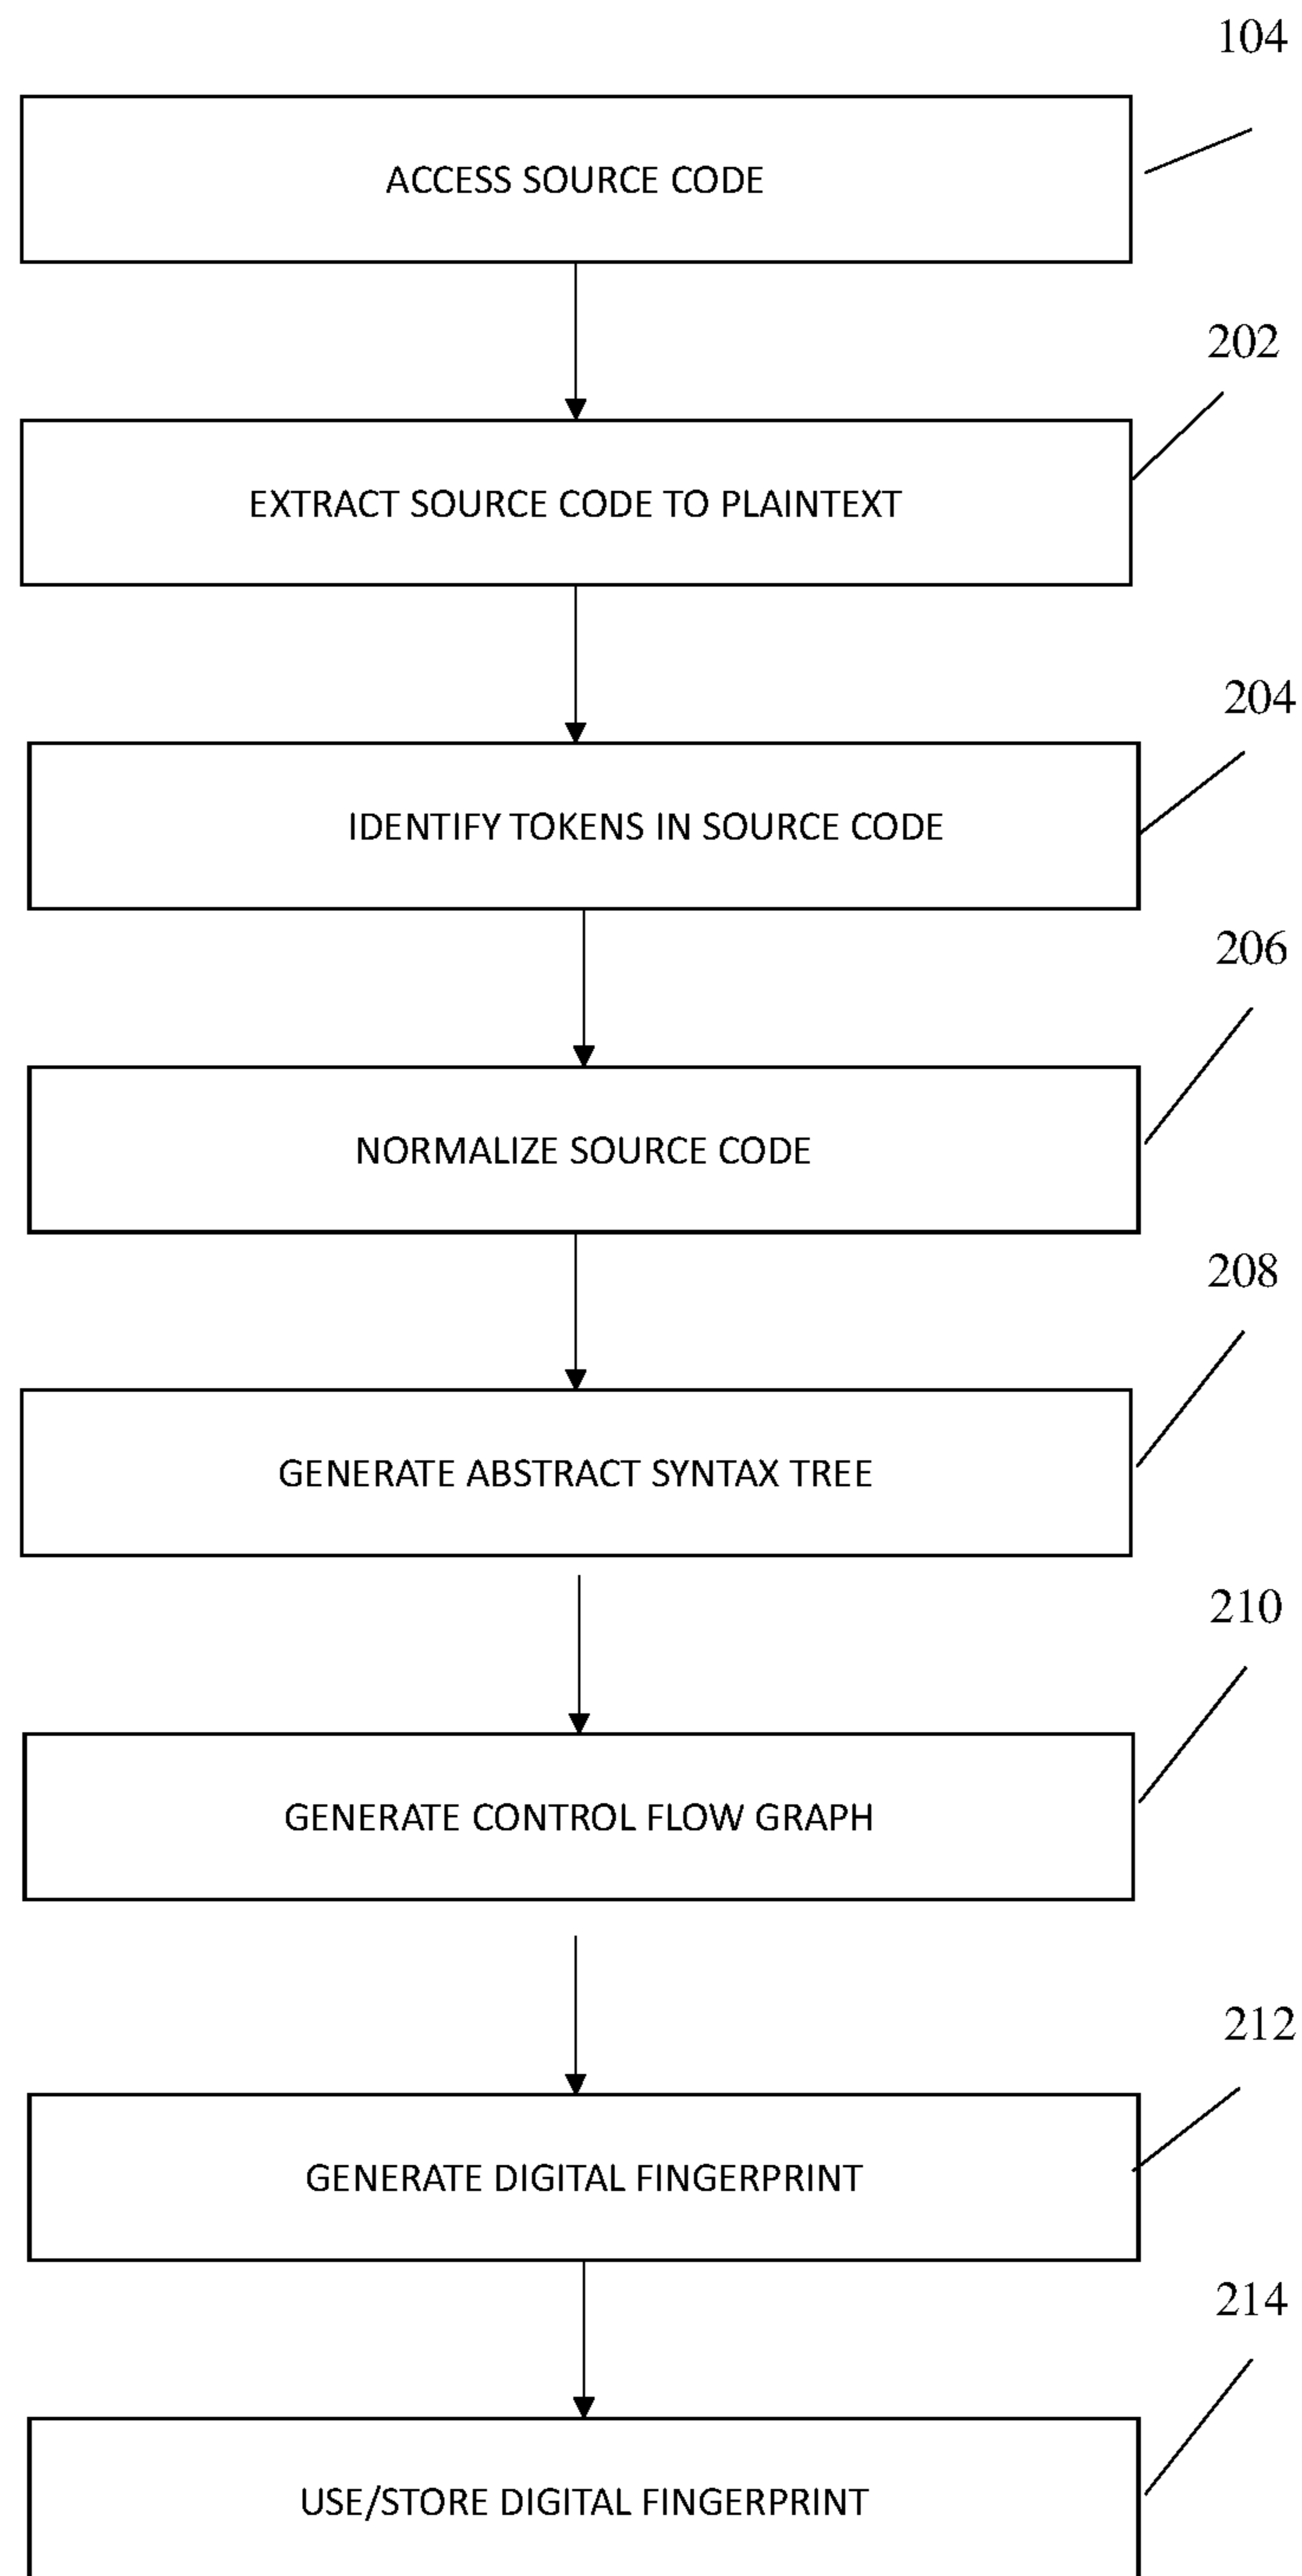 104
ACCESS SOURCE CODE
202
EXTRACT SOURCE CODE TO PLAINTEXT
204
IDENTIFY TOKENS IN SOURCE CODE
206
NORMALIZE SOURCE CODE
208
GENERATE ABSTRACT SYNTAX TREE
210
GENERATE CONTROL FLOW GRAPH
212
GENERATE DIGITAL FINGERPRINT
214
USE/STORE DIGITAL FINGERPRINT